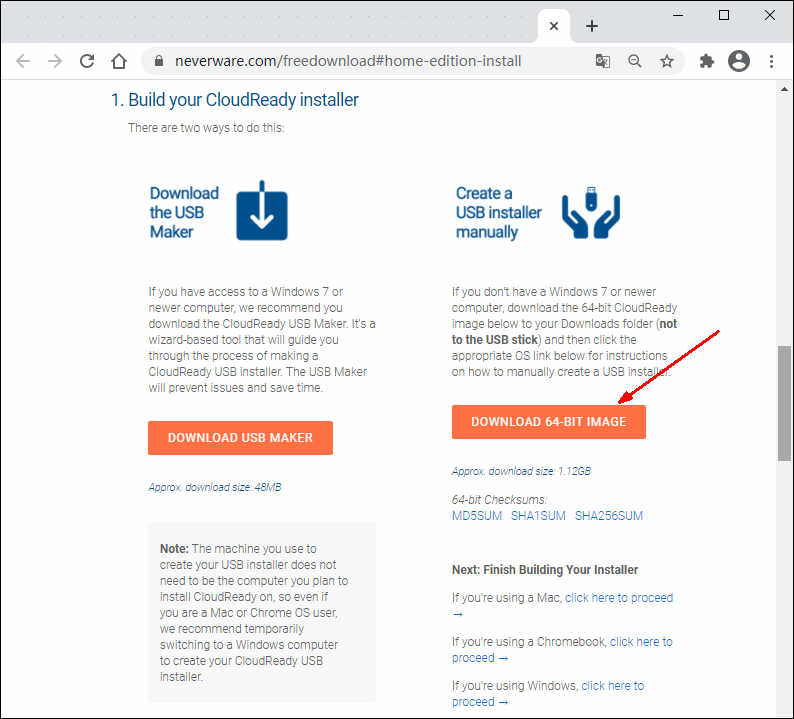 neverware.com/freedownload#home-edition-install
1. Build your CloudReady installer
There are two ways to do this:
Download
the USB
Maker
If you have access to a Windows 7 or
newer computer, we recommend you
download the CloudReady USB Maker. It's a
wizard-based tool that will guide you
through the process of making a
CloudReady USB installer. The USB Maker
will prevent issues and save time.
DOWNLOAD USB MAKER
Approx. download size: 48MB
Note: The machine you use to
create your USB installer does not
need to be the computer you plan to
install CloudReady on, so even if
you are a Mac or Chrome OS user,
we recommend temporarily
switching to a Windows computer
to create your CloudReady USB
installer.
Create a
USB installer
manually
If you don't have a Windows 7 or newer
computer, download the 64-bit CloudReady
image below to your Downloads folder (not
to the USB stick) and then click the
appropriate OS link below for instructions
on how to manually create a USB installer.
DOWNLOAD 64-BIT IMAGE
Approx. download size: 1.12GB
64-bit Checksums:
MD5SUM SHA1SUM SHA256SUM
Next: Finish Building Your Installer
If you're using a Mac, click here to proceed
→
If you're using a Chromebook, click here to
proceed →
If you're using Windows, click here to
proceed →